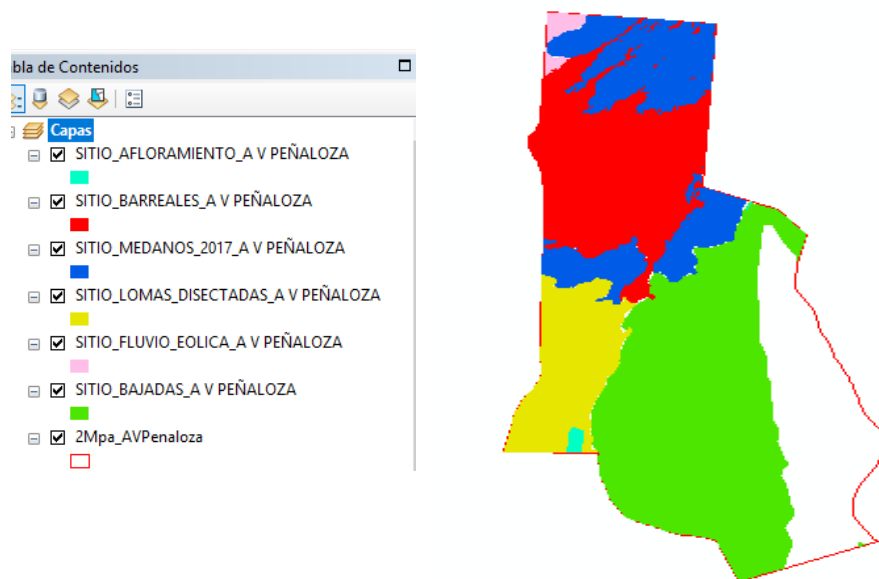 bla de Contenidos
Capas
SITIO_AFLORAMIENTO_A V PEÑALOZA
SITIO_BARREALES_A V PEÑALOZA
SITIO_MEDANOS_2017_A V PEÑALOZA
SITIO_LOMAS_DISECTADAS_A V PEÑALOZA
SITIO_FLUVIO_EOLICA_A V PEÑALOZA
SITIO_BAJADAS_A V PEÑALOZA
2Mpa_AVPenaloza